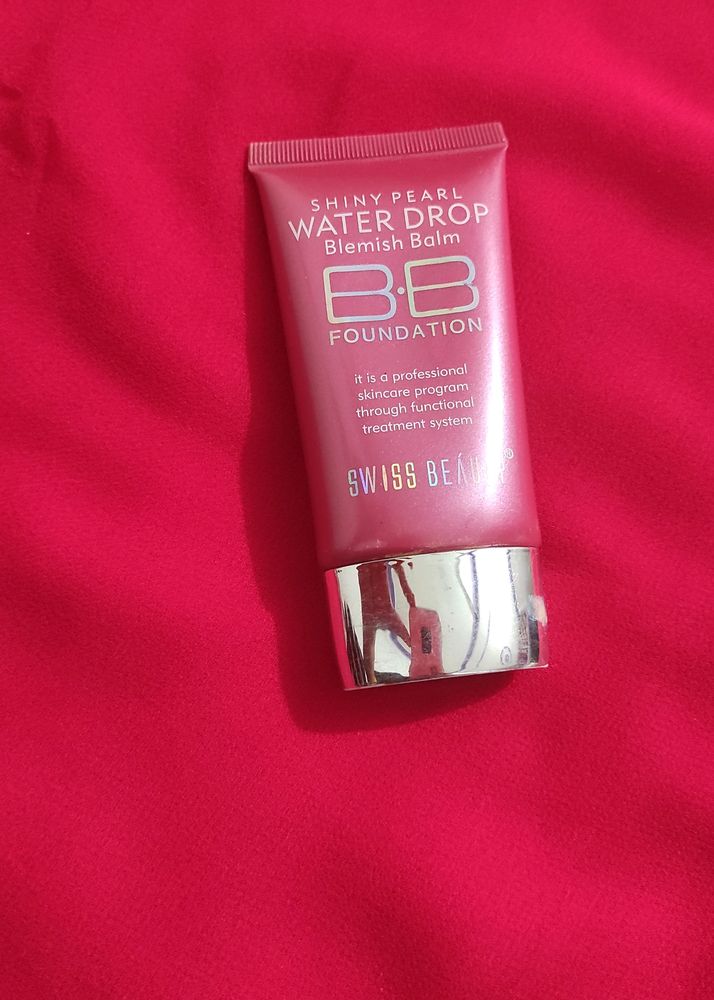 SHINY PEARL
WATER DROP
Blemish Balm
B·B
FOUNDATION
it is a professional
skincare program
through functional
treatment system
SWISS BEAUTY®